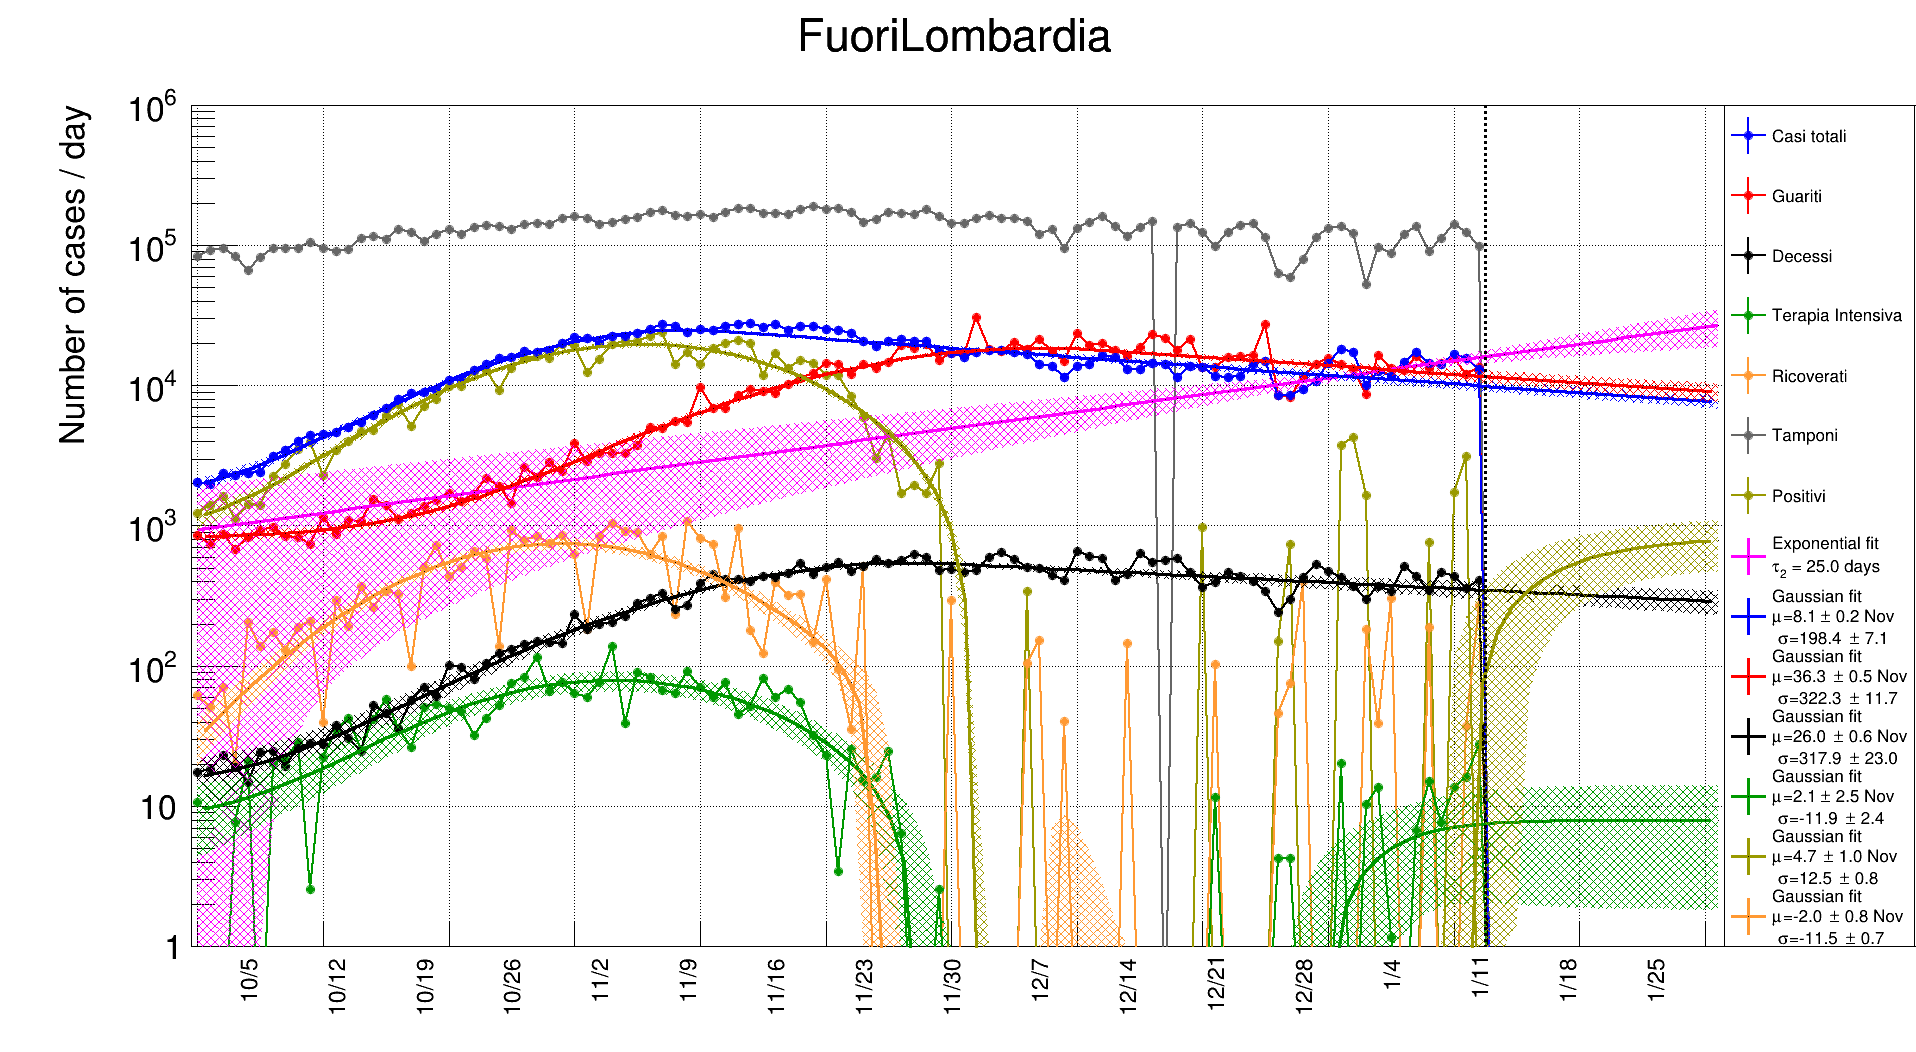 FuoriLombardia
Number of cases / day
10^6
10^5
10^4
10^3
10^2
10
1
10/5
10/12
10/19
10/26
11/2
11/9
11/16
11/23
11/30
12/7
12/14
12/21
12/28
1/4
1/11
1/18
1/25
Casi totali
Guariti
Decessi
Terapia Intensiva
Ricoverati
Tamponi
Positivi
Exponential fit
τ₂ = 25.0 days
Gaussian fit
μ=8.1 ± 0.2 Nov
σ=198.4 ± 7.1
Gaussian fit
μ=36.3 ± 0.5 Nov
σ=322.3 ± 11.7
Gaussian fit
μ=26.0 ± 0.6 Nov
σ=317.9 ± 23.0
Gaussian fit
μ=2.1 ± 2.5 Nov
σ=-11.9 ± 2.4
Gaussian fit
μ=4.7 ± 1.0 Nov
σ=12.5 ± 0.8
Gaussian fit
μ=-2.0 ± 0.8 Nov
σ=-11.5 ± 0.7